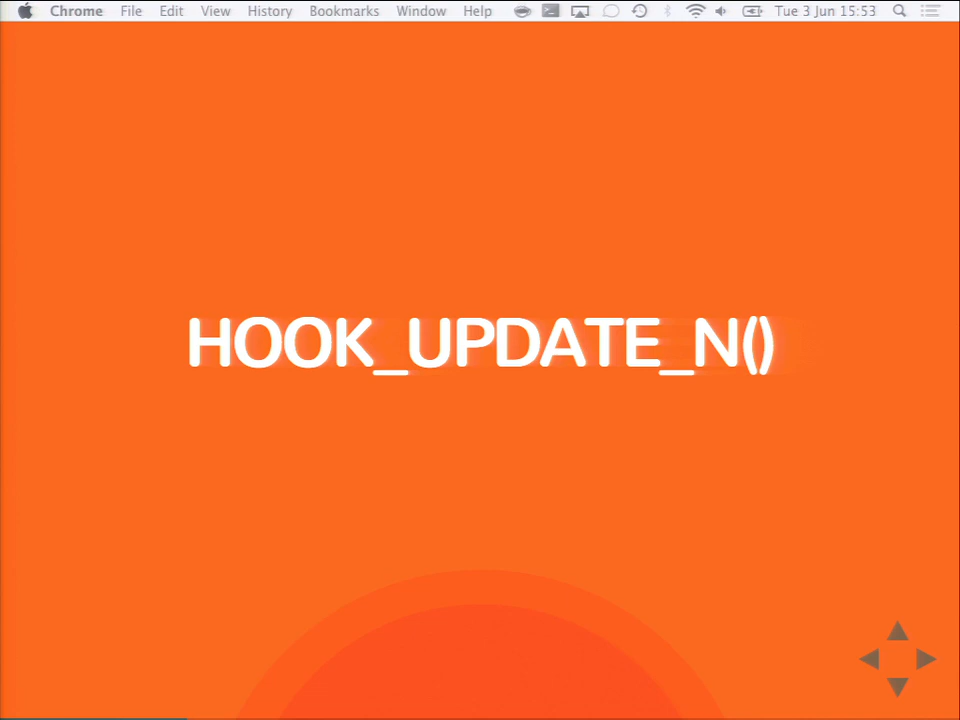 Chrome File Edit View History Bookmarks Window Help Tue 3 Jun 15:53
HOOK_UPDATE_N()